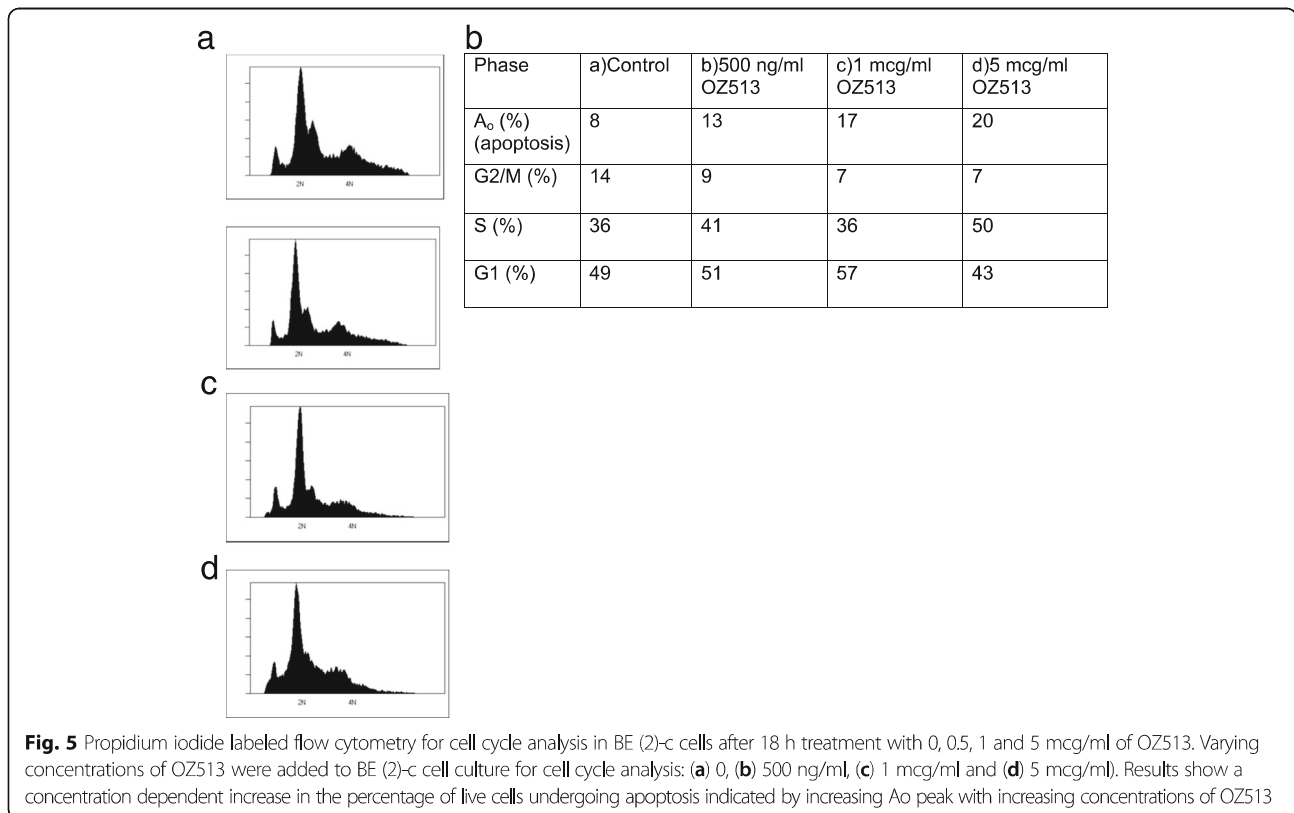 a
2N 4N
2N 4N
c
2N 4N
d
2N 4N
b
Phase a)Control b)500 ng/ml OZ513 c)1 mcg/ml OZ513 d)5 mcg/ml OZ513
Ao (%) (apoptosis) 8 13 17 20
G2/M (%) 14 9 7 7
S (%) 36 41 36 50
G1 (%) 49 51 57 43
Fig. 5 Propidium iodide labeled flow cytometry for cell cycle analysis in BE (2)-c cells after 18 h treatment with 0, 0.5, 1 and 5 mcg/ml of OZ513. Varying
concentrations of OZ513 were added to BE (2)-c cell culture for cell cycle analysis: (a) 0, (b) 500 ng/ml, (c) 1 mcg/ml and (d) 5 mcg/ml). Results show a
concentration dependent increase in the percentage of live cells undergoing apoptosis indicated by increasing Ao peak with increasing concentrations of OZ513